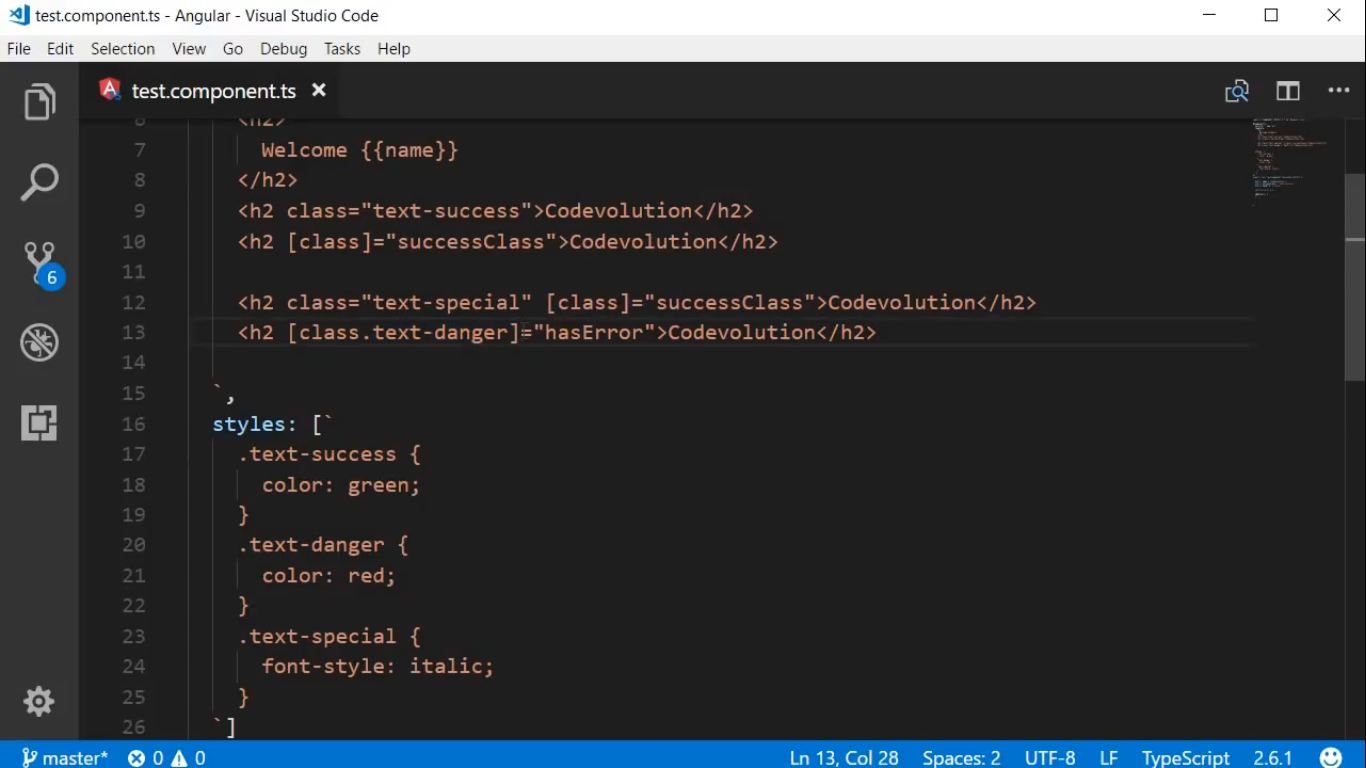 test.component.ts - Angular - Visual Studio Code
File Edit Selection View Go Debug Tasks Help
test.component.ts
6 <h2>
7 Welcome {{name}}
8 </h2>
9 <h2 class="text-success">Codevolution</h2>
10 <h2 [class]="successClass">Codevolution</h2>
11
12 <h2 class="text-special" [class]="successClass">Codevolution</h2>
13 <h2 [class.text-danger]="hasError">Codevolution</h2>
14
15 `,
16 styles: [`
17 .text-success {
18 color: green;
19 }
20 .text-danger {
21 color: red;
22 }
23 .text-special {
24 font-style: italic;
25 }
26 `]
6
master* 0 0 Ln 13, Col 28 Spaces: 2 UTF-8 LF TypeScript 2.6.1